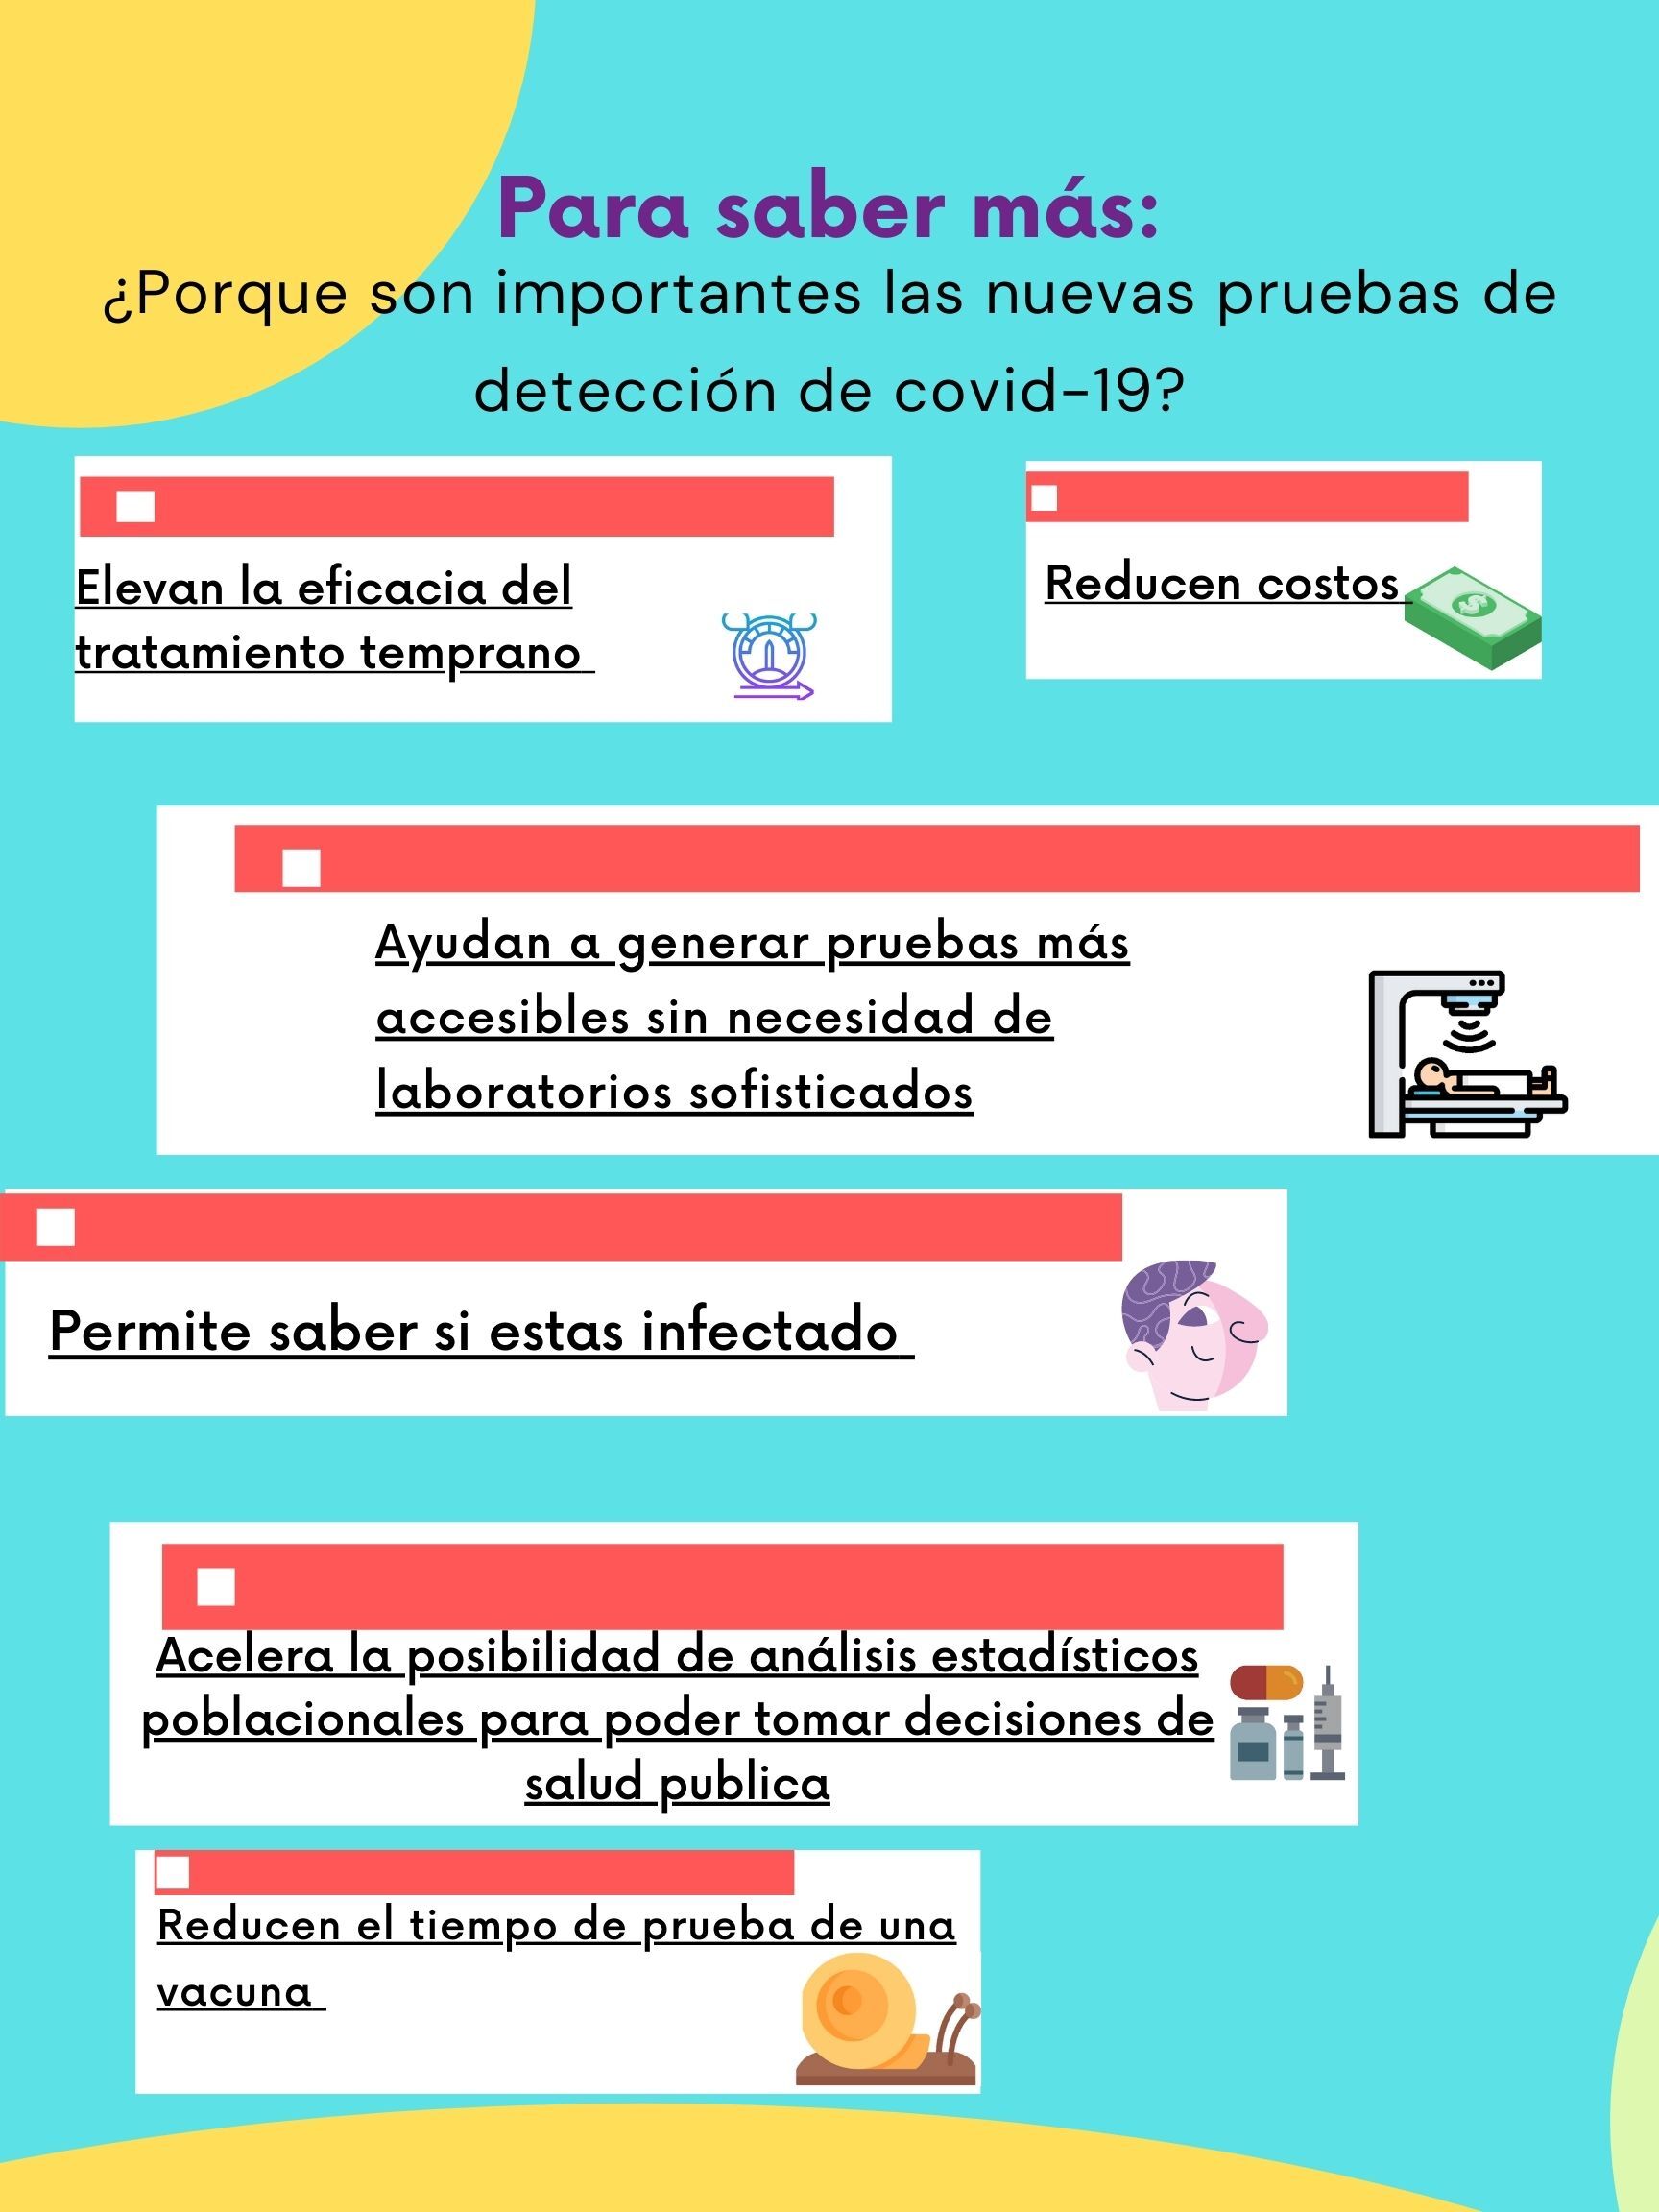 Para saber más:
¿Porque son importantes las nuevas pruebas de
detección de covid-19?
Elevan la eficacia del
tratamiento temprano
Reducen costos
Ayudan a generar pruebas más
accesibles sin necesidad de
laboratorios sofisticados
Permite saber si estas infectado
Acelera la posibilidad de análisis estadísticos
poblacionales para poder tomar decisiones de
salud publica
Reducen el tiempo de prueba de una
vacuna